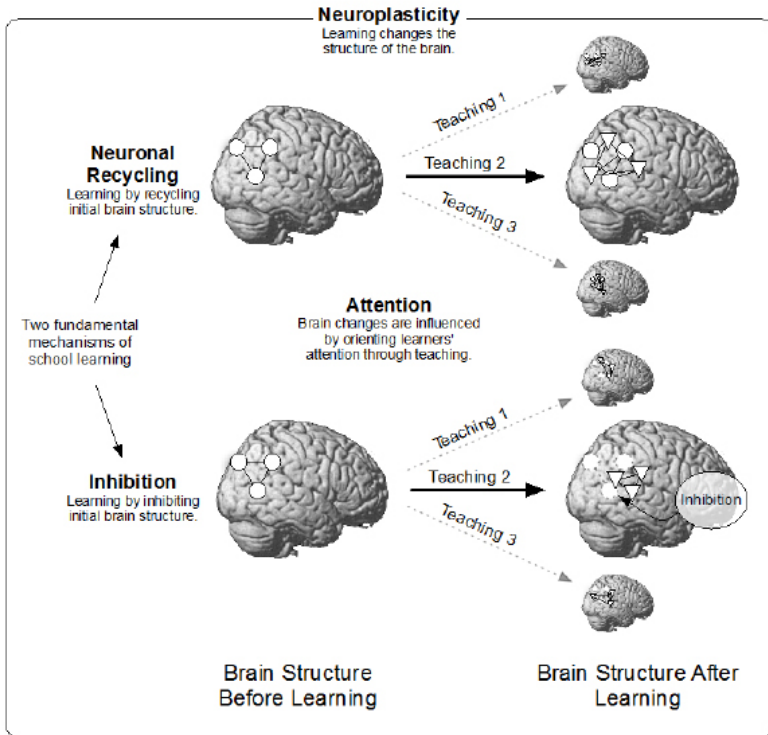 Neuroplasticity
Learning changes the
structure of the brain.
Teaching 1
Neuronal
Recycling
Learning by recycling
initial brain structure.
Teaching 2
Teaching 3
Attention
Brain changes are influenced
by orienting learners'
attention through teaching.
Two fundamental
mechanisms of
school learning
Teaching 1
Inhibition
Learning by inhibiting
initial brain structure.
Teaching 2
Inhibition
Teaching 3
Brain Structure
Before Learning
Brain Structure After
Learning